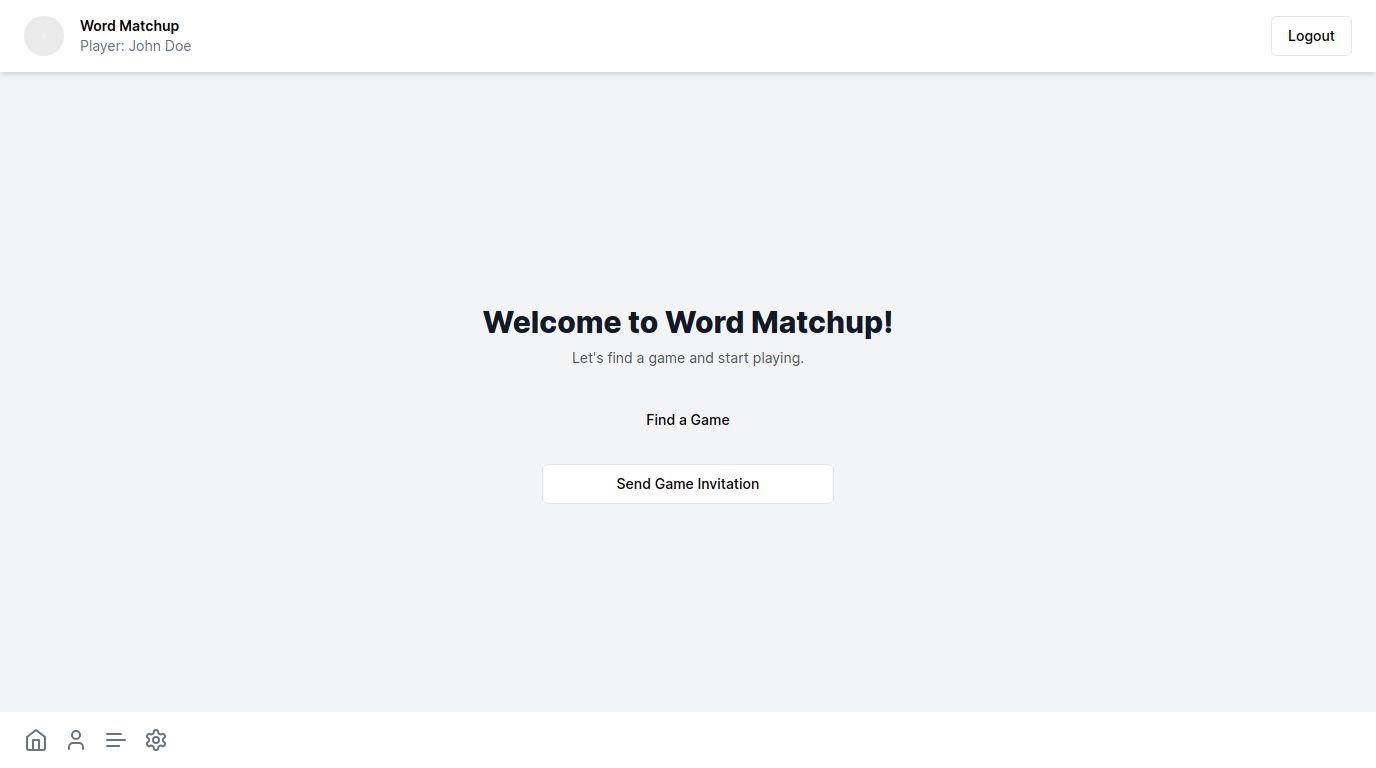 Word Matchup
Player: John Doe
Logout
Welcome to Word Matchup!
Let's find a game and start playing.
Find a Game
Send Game Invitation